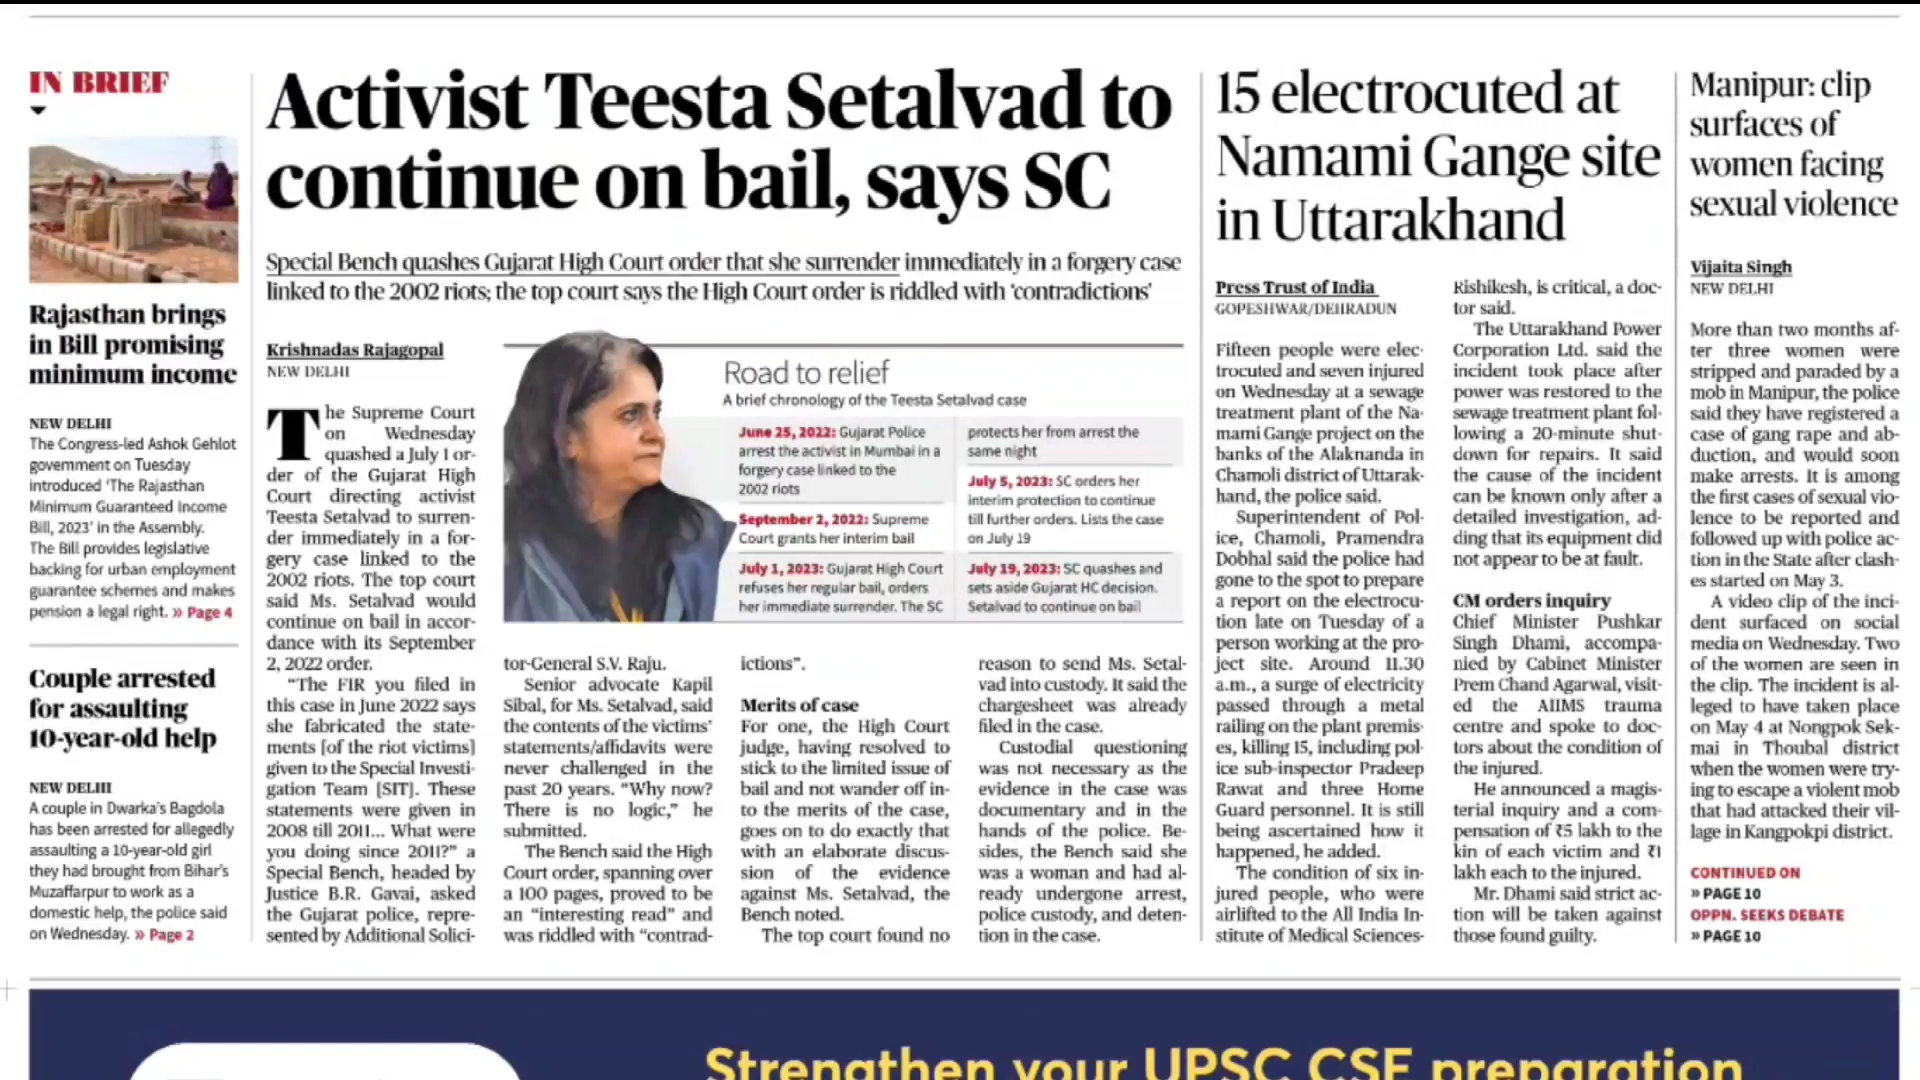 IN BRIEF
Rajasthan brings
in Bill promising
minimum income
NEW DELHI
The Congress-led Ashok Gehlot
government on Tuesday
introduced ‘The Rajasthan
Minimum Guaranteed Income
Bill, 2023’ in the Assembly.
The Bill provides legislative
backing for urban employment
guarantee schemes and makes
pension a legal right. » Page 4
Couple arrested
for assaulting
10-year-old help
NEW DELHI
A couple in Dwarka’s Bagdola
has been arrested for allegedly
assaulting a 10-year-old girl
they had brought from Bihar’s
Muzaffarpur to work as a
domestic help, the police said
on Wednesday. » Page 2
Activist Teesta Setalvad to
continue on bail, says SC
Special Bench quashes Gujarat High Court order that she surrender immediately in a forgery case
linked to the 2002 riots; the top court says the High Court order is riddled with ‘contradictions’
Krishnadas Rajagopal
NEW DELHI
The Supreme Court
on Wednesday
quashed a July 1 or-
der of the Gujarat High
Court directing activist
Teesta Setalvad to surren-
der immediately in a for-
gery case linked to the
2002 riots. The top court
said Ms. Setalvad would
continue on bail in accor-
dance with its September
2, 2022 order.
“The FIR you filed in
this case in June 2022 says
she fabricated the state-
ments [of the riot victims]
given to the Special Investi-
gation Team [SIT]. These
statements were given in
2008 till 2011... What were
you doing since 2011?” a
Special Bench, headed by
Justice B.R. Gavai, asked
the Gujarat police, repre-
sented by Additional Solici-
Road to relief
A brief chronology of the Teesta Setalvad case
June 25, 2022: Gujarat Police
arrest the activist in Mumbai in a
forgery case linked to the
2002 riots
September 2, 2022: Supreme
Court grants her interim bail
July 1, 2023: Gujarat High Court
refuses her regular bail, orders
her immediate surrender. The SC
protects her from arrest the
same night
July 5, 2023: SC orders her
interim protection to continue
till further orders. Lists the case
on July 19
July 19, 2023: SC quashes and
sets aside Gujarat HC decision.
Setalvad to continue on bail
tor-General S.V. Raju.
Senior advocate Kapil
Sibal, for Ms. Setalvad, said
the contents of the victims’
statements/affidavits were
never challenged in the
past 20 years. “Why now?
There is no logic,” he
submitted.
The Bench said the High
Court order, spanning over
a 100 pages, proved to be
an “interesting read” and
was riddled with “contrad-
ictions”.
Merits of case
For one, the High Court
judge, having resolved to
stick to the limited issue of
bail and not wander off in-
to the merits of the case,
goes on to do exactly that
with an elaborate discus-
sion of the evidence
against Ms. Setalvad, the
Bench noted.
The top court found no
reason to send Ms. Setal-
vad into custody. It said the
chargesheet was already
filed in the case.
Custodial questioning
was not necessary as the
evidence in the case was
documentary and in the
hands of the police. Be-
sides, the Bench said she
was a woman and had al-
ready undergone arrest,
police custody, and deten-
tion in the case.
15 electrocuted at
Namami Gange site
in Uttarakhand
Press Trust of India
GOPESHWAR/DEHRADUN
Fifteen people were elec-
trocuted and seven injured
on Wednesday at a sewage
treatment plant of the Na-
mami Gange project on the
banks of the Alaknanda in
Chamoli district of Uttarak-
hand, the police said.
Superintendent of Pol-
ice, Chamoli, Pramendra
Dobhal said the police had
gone to the spot to prepare
a report on the electrocu-
tion late on Tuesday of a
person working at the pro-
ject site. Around 11.30
a.m., a surge of electricity
passed through a metal
railing on the plant premis-
es, killing 15, including pol-
ice sub-inspector Pradeep
Rawat and three Home
Guard personnel. It is still
being ascertained how it
happened, he added.
The condition of six in-
jured people, who were
airlifted to the All India In-
stitute of Medical Sciences-
Rishikesh, is critical, a doc-
tor said.
The Uttarakhand Power
Corporation Ltd. said the
incident took place after
power was restored to the
sewage treatment plant fol-
lowing a 20-minute shut-
down for repairs. It said
the cause of the incident
can be known only after a
detailed investigation, ad-
ding that its equipment did
not appear to be at fault.
CM orders inquiry
Chief Minister Pushkar
Singh Dhami, accompa-
nied by Cabinet Minister
Prem Chand Agarwal, visit-
ed the AIIMS trauma
centre and spoke to doc-
tors about the condition of
the injured.
He announced a magis-
terial inquiry and a com-
pensation of ₹5 lakh to the
kin of each victim and ₹1
lakh each to the injured.
Mr. Dhami said strict ac-
tion will be taken against
those found guilty.
Manipur: clip
surfaces of
women facing
sexual violence
Vijaita Singh
NEW DELHI
More than two months af-
ter three women were
stripped and paraded by a
mob in Manipur, the police
said they have registered a
case of gang rape and ab-
duction, and would soon
make arrests. It is among
the first cases of sexual vio-
lence to be reported and
followed up with police ac-
tion in the State after clash-
es started on May 3.
A video clip of the inci-
dent surfaced on social
media on Wednesday. Two
of the women are seen in
the clip. The incident is al-
leged to have taken place
on May 4 at Nongpok Sek-
mai in Thoubal district
when the women were try-
ing to escape a violent mob
that had attacked their vil-
lage in Kangpokpi district.
CONTINUED ON
» PAGE 10
OPPN. SEEKS DEBATE
» PAGE 10
Strengthen your UPSC CSE preparation